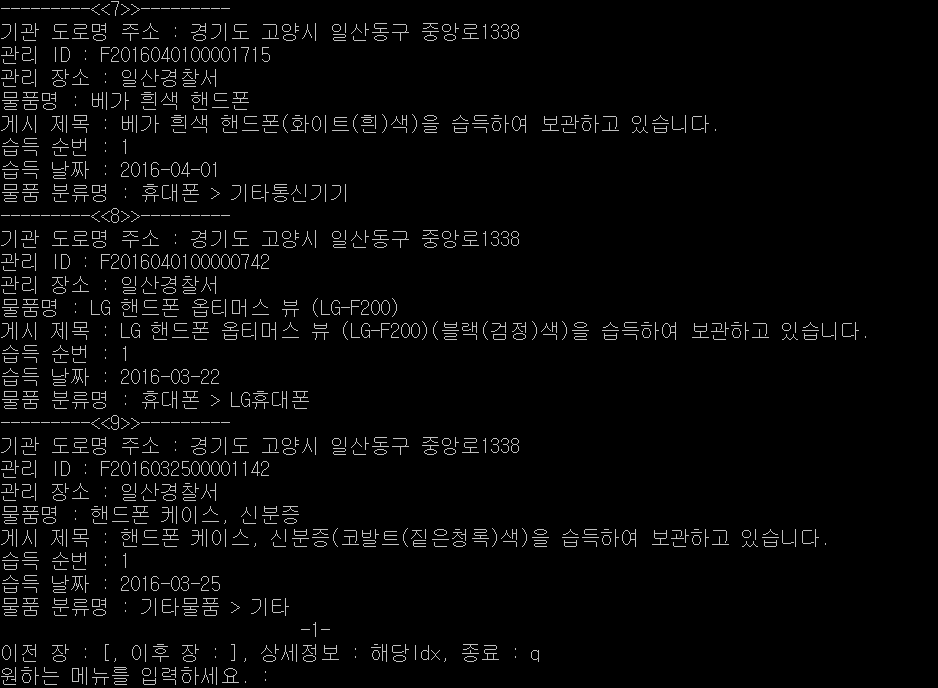 ---------<<7>>---------
기관 도로명 주소 : 경기도 고양시 일산동구 중앙로1338
관리 ID : F2016040100001715
관리 장소 : 일산경찰서
물품명 : 베가 흰색 핸드폰
게시 제목 : 베가 흰색 핸드폰(화이트(흰)색)을 습득하여 보관하고 있습니다.
습득 순번 : 1
습득 날짜 : 2016-04-01
물품 분류명 : 휴대폰 > 기타통신기기
---------<<8>>---------
기관 도로명 주소 : 경기도 고양시 일산동구 중앙로1338
관리 ID : F2016040100000742
관리 장소 : 일산경찰서
물품명 : LG 핸드폰 옵티머스 뷰 (LG-F200)
게시 제목 : LG 핸드폰 옵티머스 뷰 (LG-F200)(블랙(검정)색)을 습득하여 보관하고 있습니다.
습득 순번 : 1
습득 날짜 : 2016-03-22
물품 분류명 : 휴대폰 > LG휴대폰
---------<<9>>---------
기관 도로명 주소 : 경기도 고양시 일산동구 중앙로1338
관리 ID : F2016032500001142
관리 장소 : 일산경찰서
물품명 : 핸드폰 케이스, 신분증
게시 제목 : 핸드폰 케이스, 신분증(코발트(짙은청록)색)을 습득하여 보관하고 있습니다.
습득 순번 : 1
습득 날짜 : 2016-03-25
물품 분류명 : 기타물품 > 기타
-1-
이전 장 : [, 이후 장 : ], 상세정보 : 해당Idx, 종료 : q
원하는 메뉴를 입력하세요. :